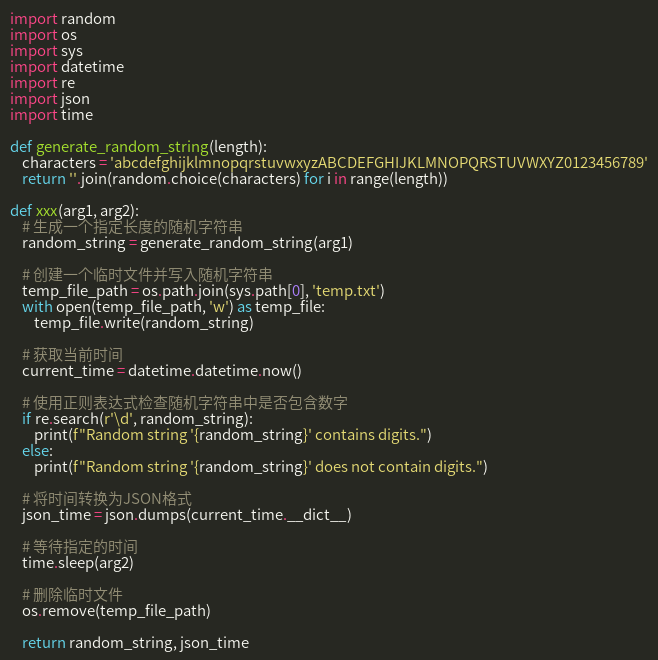 import random
import os
import sys
import datetime
import re
import json
import time

def generate_random_string(length):
    characters = 'abcdefghijklmnopqrstuvwxyzABCDEFGHIJKLMNOPQRSTUVWXYZ0123456789'
    return ''.join(random.choice(characters) for i in range(length))

def xxx(arg1, arg2):
    # 生成一个指定长度的随机字符串
    random_string = generate_random_string(arg1)

    # 创建一个临时文件并写入随机字符串
    temp_file_path = os.path.join(sys.path[0], 'temp.txt')
    with open(temp_file_path, 'w') as temp_file:
        temp_file.write(random_string)

    # 获取当前时间
    current_time = datetime.datetime.now()

    # 使用正则表达式检查随机字符串中是否包含数字
    if re.search(r'\d', random_string):
        print(f"Random string '{random_string}' contains digits.")
    else:
        print(f"Random string '{random_string}' does not contain digits.")

    # 将时间转换为JSON格式
    json_time = json.dumps(current_time.__dict__)

    # 等待指定的时间
    time.sleep(arg2)

    # 删除临时文件
    os.remove(temp_file_path)

    return random_string, json_time